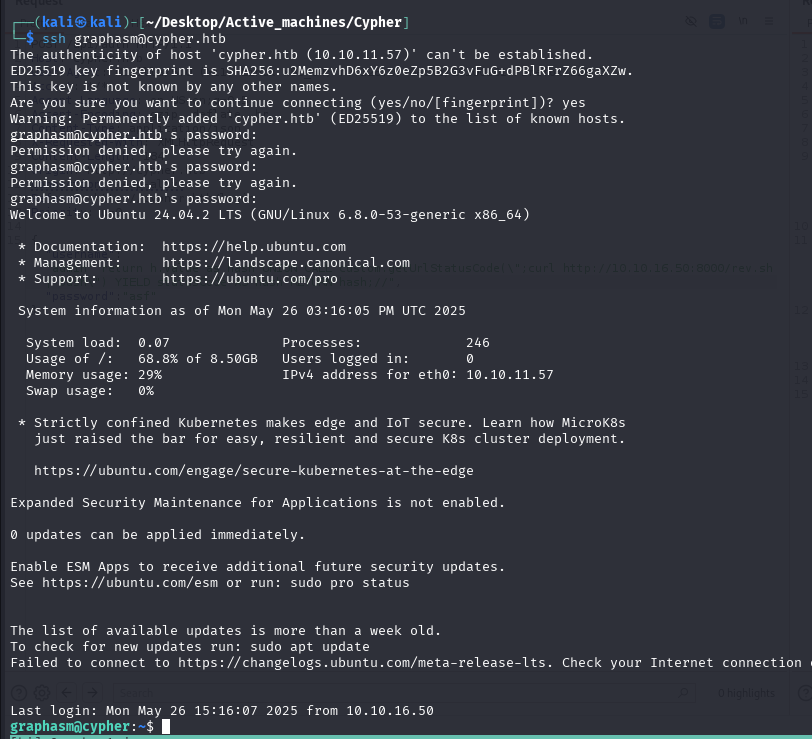 ┌──(kali㉿kali)-[~/Desktop/Active_machines/Cypher]
└─$ ssh graphasm@cypher.htb
The authenticity of host 'cypher.htb (10.10.11.57)' can't be established.
ED25519 key fingerprint is SHA256:u2MemzvhD6xY6z0eZp5B2G3vFuG+dPBlRFrZ66gaXZw.
This key is not known by any other names.
Are you sure you want to continue connecting (yes/no/[fingerprint])? yes
Warning: Permanently added 'cypher.htb' (ED25519) to the list of known hosts.
graphasm@cypher.htb's password:
Permission denied, please try again.
graphasm@cypher.htb's password:
Permission denied, please try again.
graphasm@cypher.htb's password:
Welcome to Ubuntu 24.04.2 LTS (GNU/Linux 6.8.0-53-generic x86_64)
* Documentation:  https://help.ubuntu.com
* Management:     https://landscape.canonical.com
* Support:        https://ubuntu.com/pro
System information as of Mon May 26 03:16:05 PM UTC 2025
System load:  0.07              Processes:             246
Usage of /:   68.8% of 8.50GB   Users logged in:       0
Memory usage: 29%               IPv4 address for eth0: 10.10.11.57
Swap usage:   0%
* Strictly confined Kubernetes makes edge and IoT secure. Learn how MicroK8s
just raised the bar for easy, resilient and secure K8s cluster deployment.
https://ubuntu.com/engage/secure-kubernetes-at-the-edge
Expanded Security Maintenance for Applications is not enabled.
0 updates can be applied immediately.
Enable ESM Apps to receive additional future security updates.
See https://ubuntu.com/esm or run: sudo pro status
The list of available updates is more than a week old.
To check for new updates run: sudo apt update
Failed to connect to https://changelogs.ubuntu.com/meta-release-lts. Check your Internet connection
Search 0 highlights
Last login: Mon May 26 15:16:07 2025 from 10.10.16.50
graphasm@cypher:~$